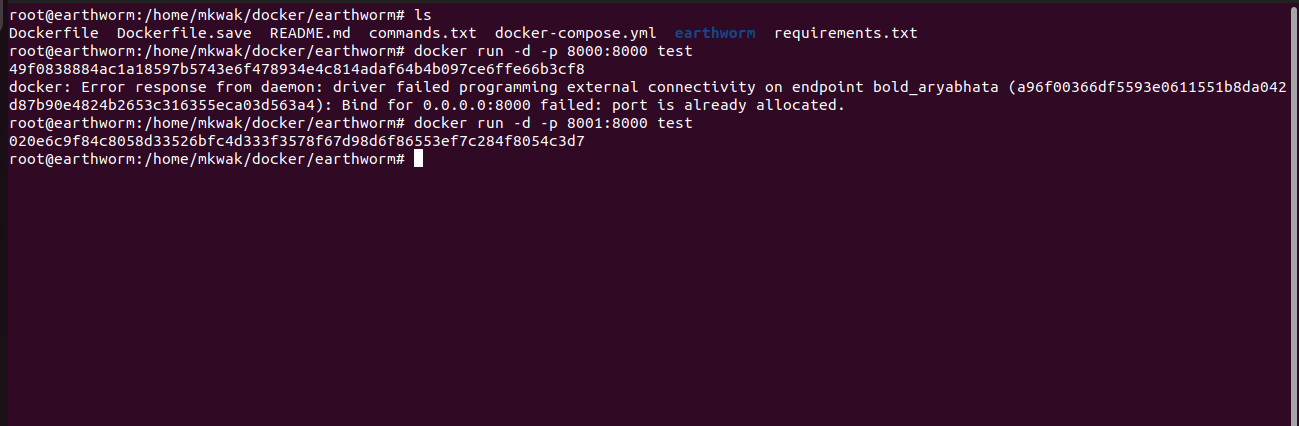 root@earthworm:/home/mkwak/docker/earthworm# ls
Dockerfile  Dockerfile.save  README.md  commands.txt  docker-compose.yml  earthworm  requirements.txt
root@earthworm:/home/mkwak/docker/earthworm# docker run -d -p 8000:8000 test
49f0838884ac1a18597b5743e6f478934e4c814adaf64b4b097ce6ffe66b3cf8
docker: Error response from daemon: driver failed programming external connectivity on endpoint bold_aryabhata (a96f00366df5593e0611551b8da042
d87b90e4824b2653c316355eca03d563a4): Bind for 0.0.0.0:8000 failed: port is already allocated.
root@earthworm:/home/mkwak/docker/earthworm# docker run -d -p 8001:8000 test
020e6c9f84c8058d33526bfc4d333f3578f67d98d6f86553ef7c284f8054c3d7
root@earthworm:/home/mkwak/docker/earthworm#